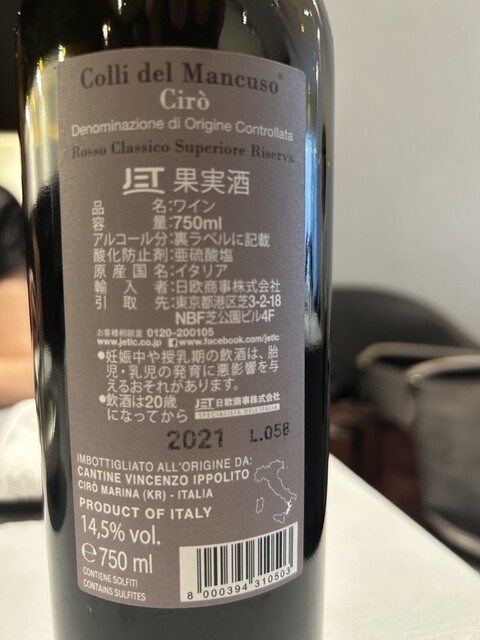 Colli del Mancuso®
Cirò
Denominazione di Origine Controllata
Rosso Classico Superiore Riserva
JET 果実酒
品名:ワイン
容量:750ml
アルコール分:裏ラベルに記載
酸化防止剤:亜硫酸塩
原産国名:イタリア
輸入者:日欧商事株式会社
引取先:東京都港区芝3-2-18
NBF芝公園ビル4F
お客様相談室 0120-200105
www.jetlc.co.jp f www.facebook.com/jetlc
●妊娠中や授乳期の飲酒は、胎
児・乳児の発育に悪影響を与
えるおそれがあります。
●飲酒は20歳 JET日欧商事株式会社
になってから SPECIALISTA DELL'ITALIA
2021 L.058
IMBOTTIGLIATO ALL'ORIGINE DA:
CANTINE VINCENZO IPPOLITO
CIRÒ MARINA (KR) - ITALIA
PRODUCT OF ITALY
14,5% vol.
℮ 750 ml
CONTIENE SOLFITI
CONTAINS SULFITES
8 000394 310503